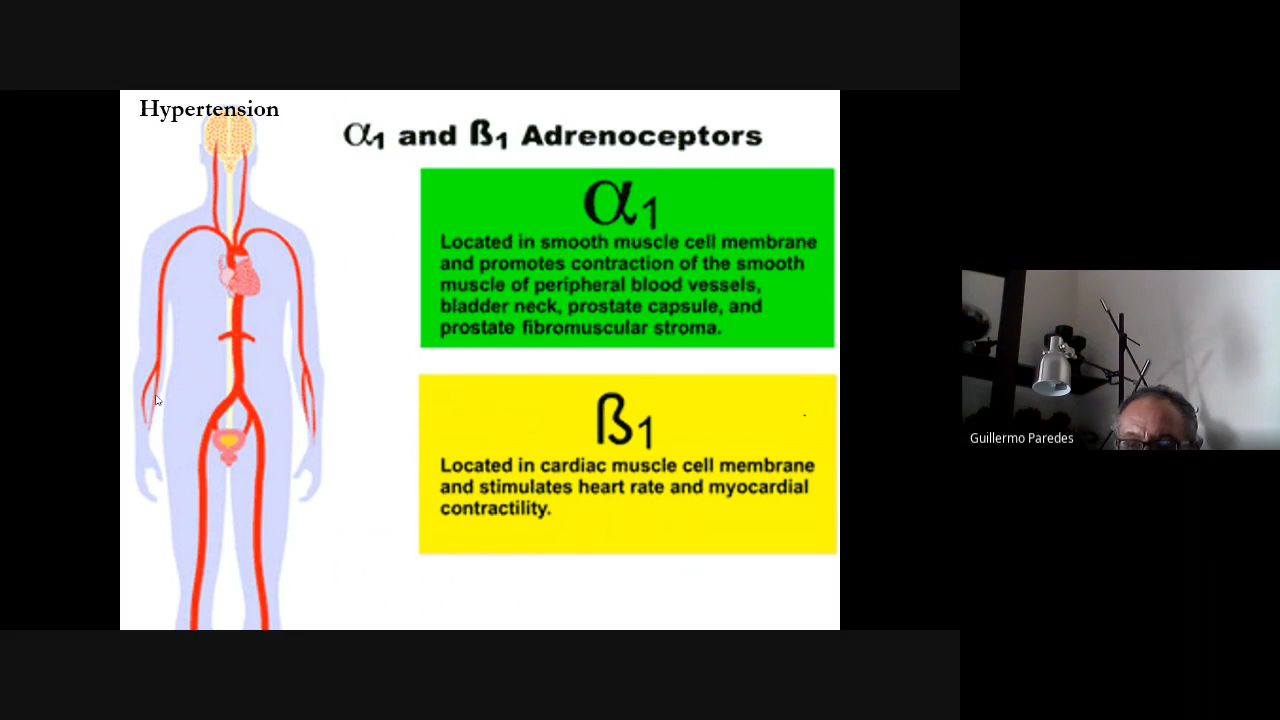 Hypertension
α1 and ß1 Adrenoceptors
α1
Located in smooth muscle cell membrane
and promotes contraction of the smooth
muscle of peripheral blood vessels,
bladder neck, prostate capsule, and
prostate fibromuscular stroma.
ß1
Located in cardiac muscle cell membrane
and stimulates heart rate and myocardial
contractility.
Guillermo Paredes